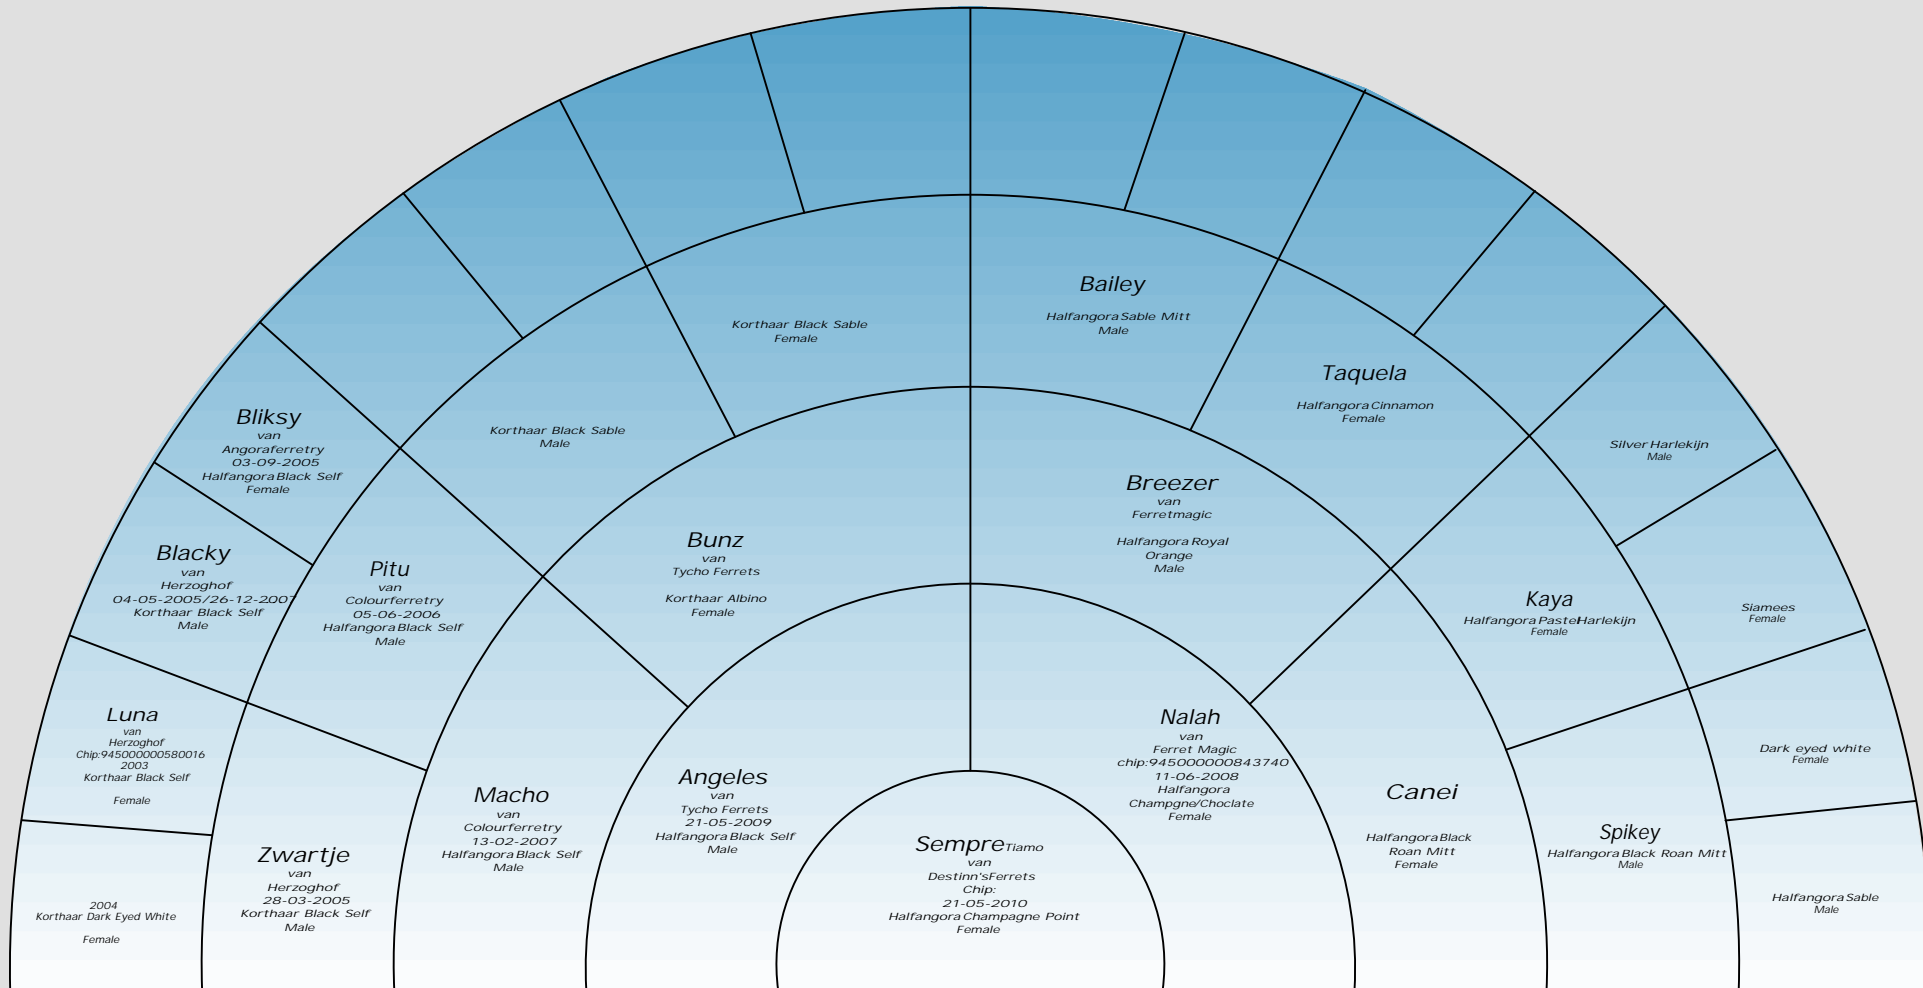 Bailey
Halfangora Sable Mitt
Male
Korthaar Black Sable
Female
Taquela
Halfangora Cinnamon
Female
Bliksy
van
Angoraferretry
03-09-2005
Halfangora Black Self
Female
Korthaar Black Sable
Male
Silver Harlekijn
Male
Breezer
van
Ferretmagic
Halfangora Royal
Orange
Male
Bunz
van
Tycho Ferrets
Korthaar Albino
Female
Blacky
van
Herzoghof
04-05-2005/26-12-2007
Korthaar Black Self
Male
Pitu
van
Colourferretry
05-06-2006
Halfangora Black Self
Male
Kaya
Halfangora Pastel Harlekijn
Female
Siamees
Female
Luna
van
Herzoghof
Chip:945000000580016
2003
Korthaar Black Self
Female
Nalah
van
Ferret Magic
chip:945000000843740
11-06-2008
Halfangora
Champgne/Choclate
Female
Dark eyed white
Female
Angeles
van
Tycho Ferrets
21-05-2009
Halfangora Black Self
Male
Macho
van
Colourferretry
13-02-2007
Halfangora Black Self
Male
Canei
Halfangora Black
Roan Mitt
Female
Spikey
Halfangora Black Roan Mitt
Male
Sempre Tiamo
van
Destinn'sFerrets
Chip:
21-05-2010
Halfangora Champagne Point
Female
Zwartje
van
Herzoghof
28-03-2005
Korthaar Black Self
Male
2004
Korthaar Dark Eyed White
Female
Halfangora Sable
Male